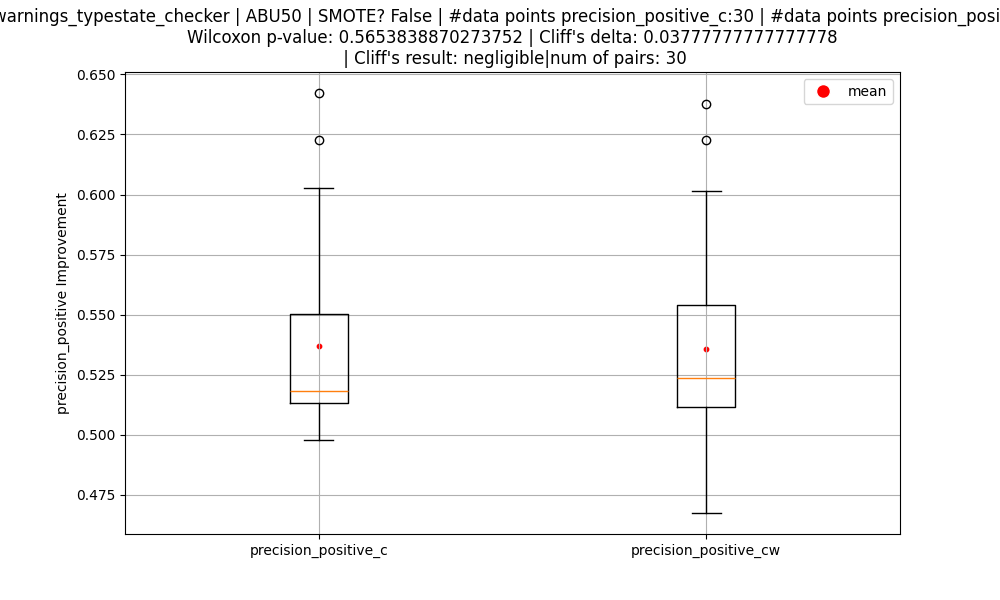 warnings_typestate_checker | ABU50 | SMOTE? False | #data points precision_positive_c:30 | #data points
Wilcoxon p-value: 0.5653838870273752 | Cliff's delta: 0.03777777777777778
| Cliff's result: negligible|num of pairs: 30
mean
0.650
0.625
0.600
0.575
0.550
0.525
0.500
0.475
precision_positive Improvement
precision_positive_c
precision_positive_cw